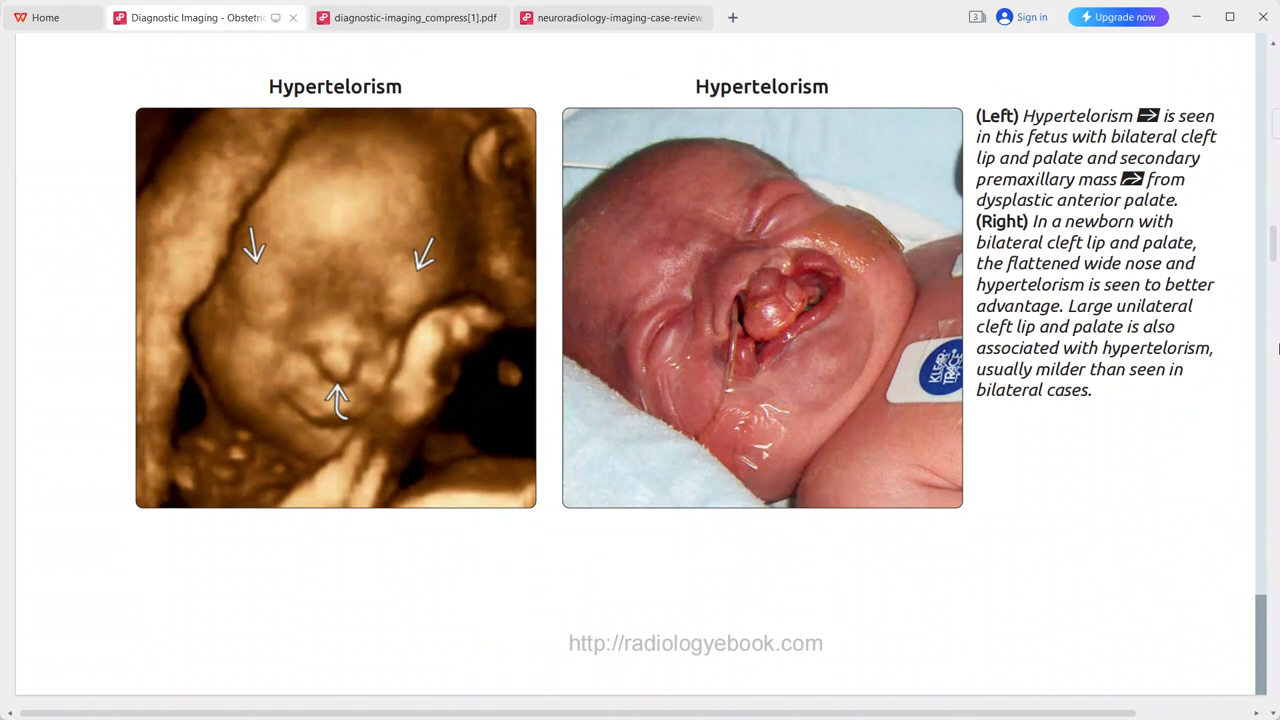 Home
Diagnostic Imaging - Obstetric
diagnostic-imaging_compress[1].pdf
neuroradiology-imaging-case-review
3
Sign in
Upgrade now
Hypertelorism
Hypertelorism
(Left) Hypertelorism is seen
in this fetus with bilateral cleft
lip and palate and secondary
premaxillary mass from
dysplastic anterior palate.
(Right) In a newborn with
bilateral cleft lip and palate,
the flattened wide nose and
hypertelorism is seen to better
advantage. Large unilateral
cleft lip and palate is also
associated with hypertelorism,
usually milder than seen in
bilateral cases.
KLEAR
TRACE
http://radiologyebook.com